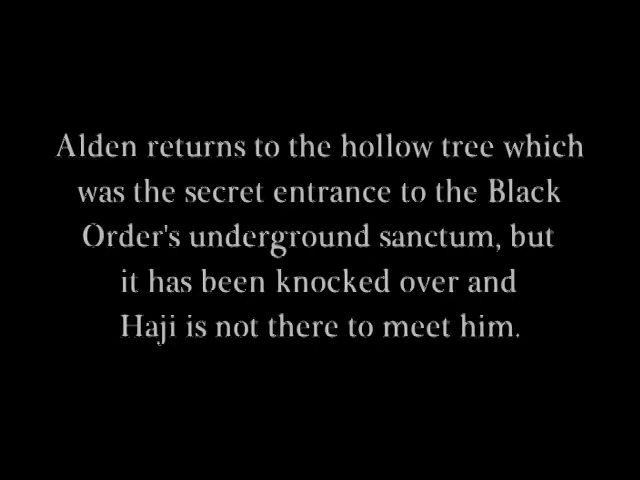 Alden returns to the hollow tree which
was the secret entrance to the Black
Order's underground sanctum, but
it has been knocked over and
Haji is not there to meet him.